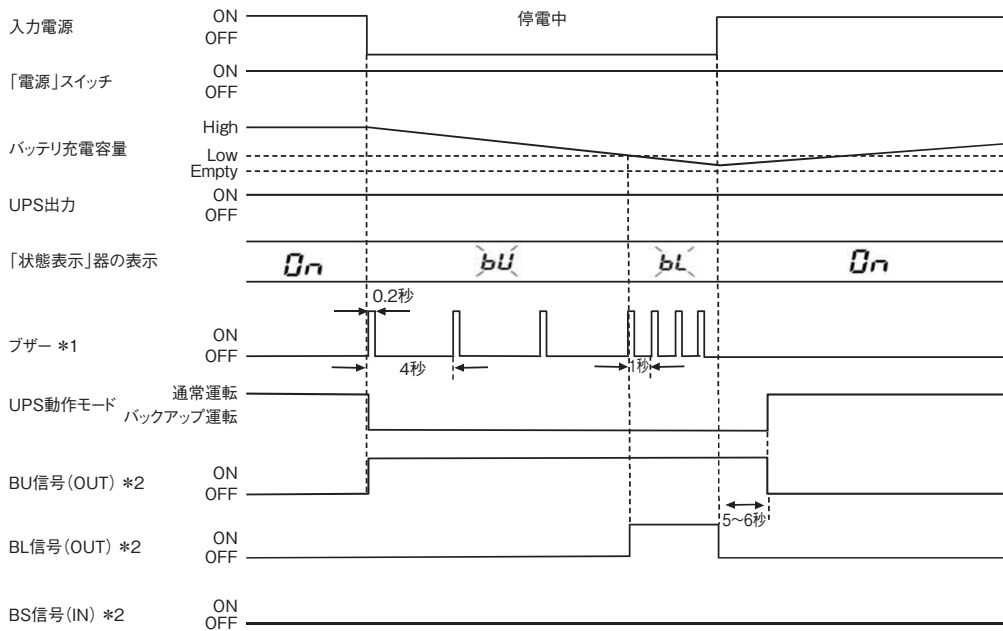 入力電源
ON
OFF
停電中
「電源」スイッチ
ON
OFF
バッテリ充電容量
High
Low
Empty
UPS出力
ON
OFF
「状態表示」器の表示
On
bU
bL
On
0.2秒
ブザー *1
ON
OFF
4秒
1秒
UPS動作モード
通常運転
バックアップ運転
BU信号(OUT) *2
ON
OFF
5~6秒
BL信号(OUT) *2
ON
OFF
BS信号(IN) *2
ON
OFF